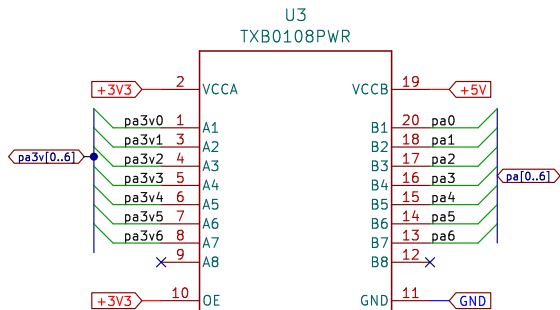 U3
TXB0108PWR
+3V3 2 VCCA VCCB 19 +5V
pa3v0 1 A1 B1 20 pa0
pa3v1 3 A2 B2 18 pa1
pa3v2 4 A3 B3 17 pa2
pa3v[0..6]
pa3v3 5 A4 B4 16 pa3
pa[0..6]
pa3v4 6 A5 B5 15 pa4
pa3v5 7 A6 B6 14 pa5
pa3v6 8 A7 B7 13 pa6
9 A8 B8 12
+3V3 10 OE GND 11 GND